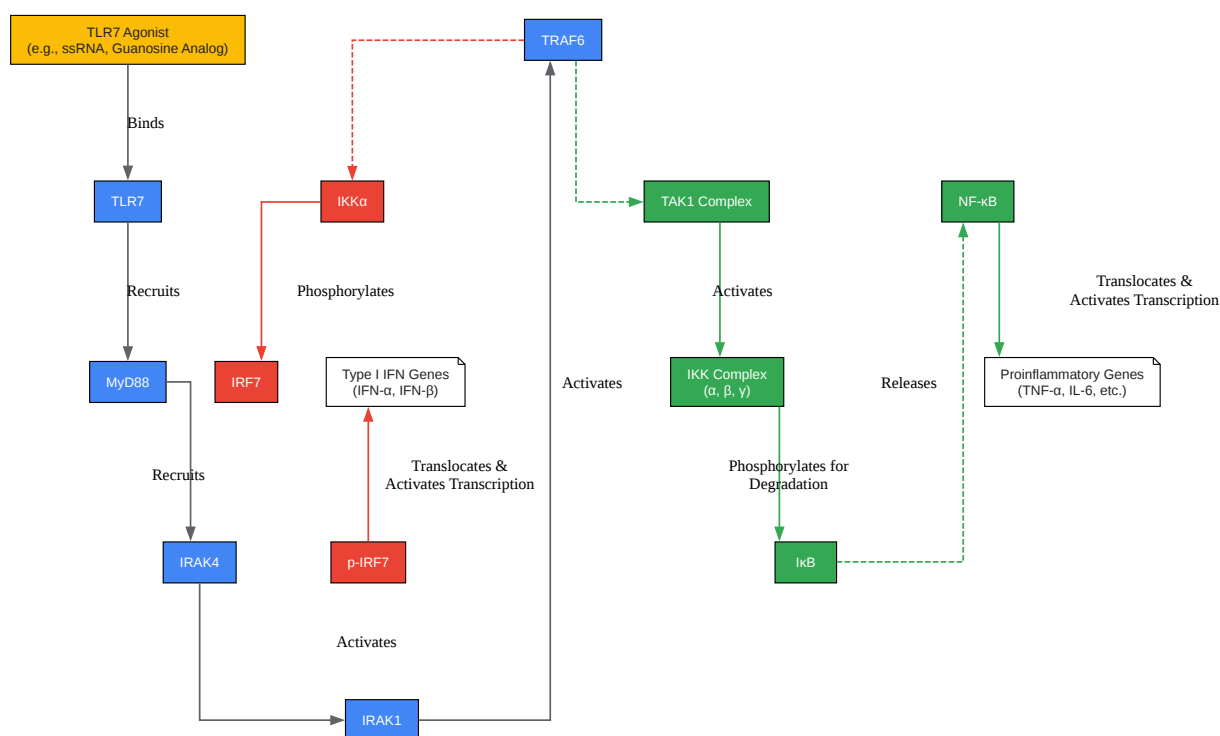 TLR7 Agonist
(e.g., ssRNA, Guanosine Analog)
TRAF6
Binds
TLR7
IKKα
TAK1 Complex
NF-κB
Recruits
Phosphorylates
Activates
Translocates &
Activates Transcription
MyD88
IRF7
Type I IFN Genes
(IFN-α, IFN-β)
Activates
IKK Complex
(α, β, γ)
Releases
Proinflammatory Genes
(TNF-α, IL-6, etc.)
Recruits
Translocates &
Activates Transcription
Phosphorylates for
Degradation
IRAK4
p-IRF7
IκB
Activates
IRAK1